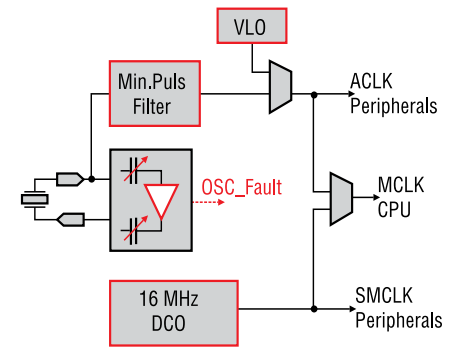 VLO
Min.Puls
Filter
ACLK
Peripherals
OSC_Fault
MCLK
CPU
16 MHz
DCO
SMCLK
Peripherals